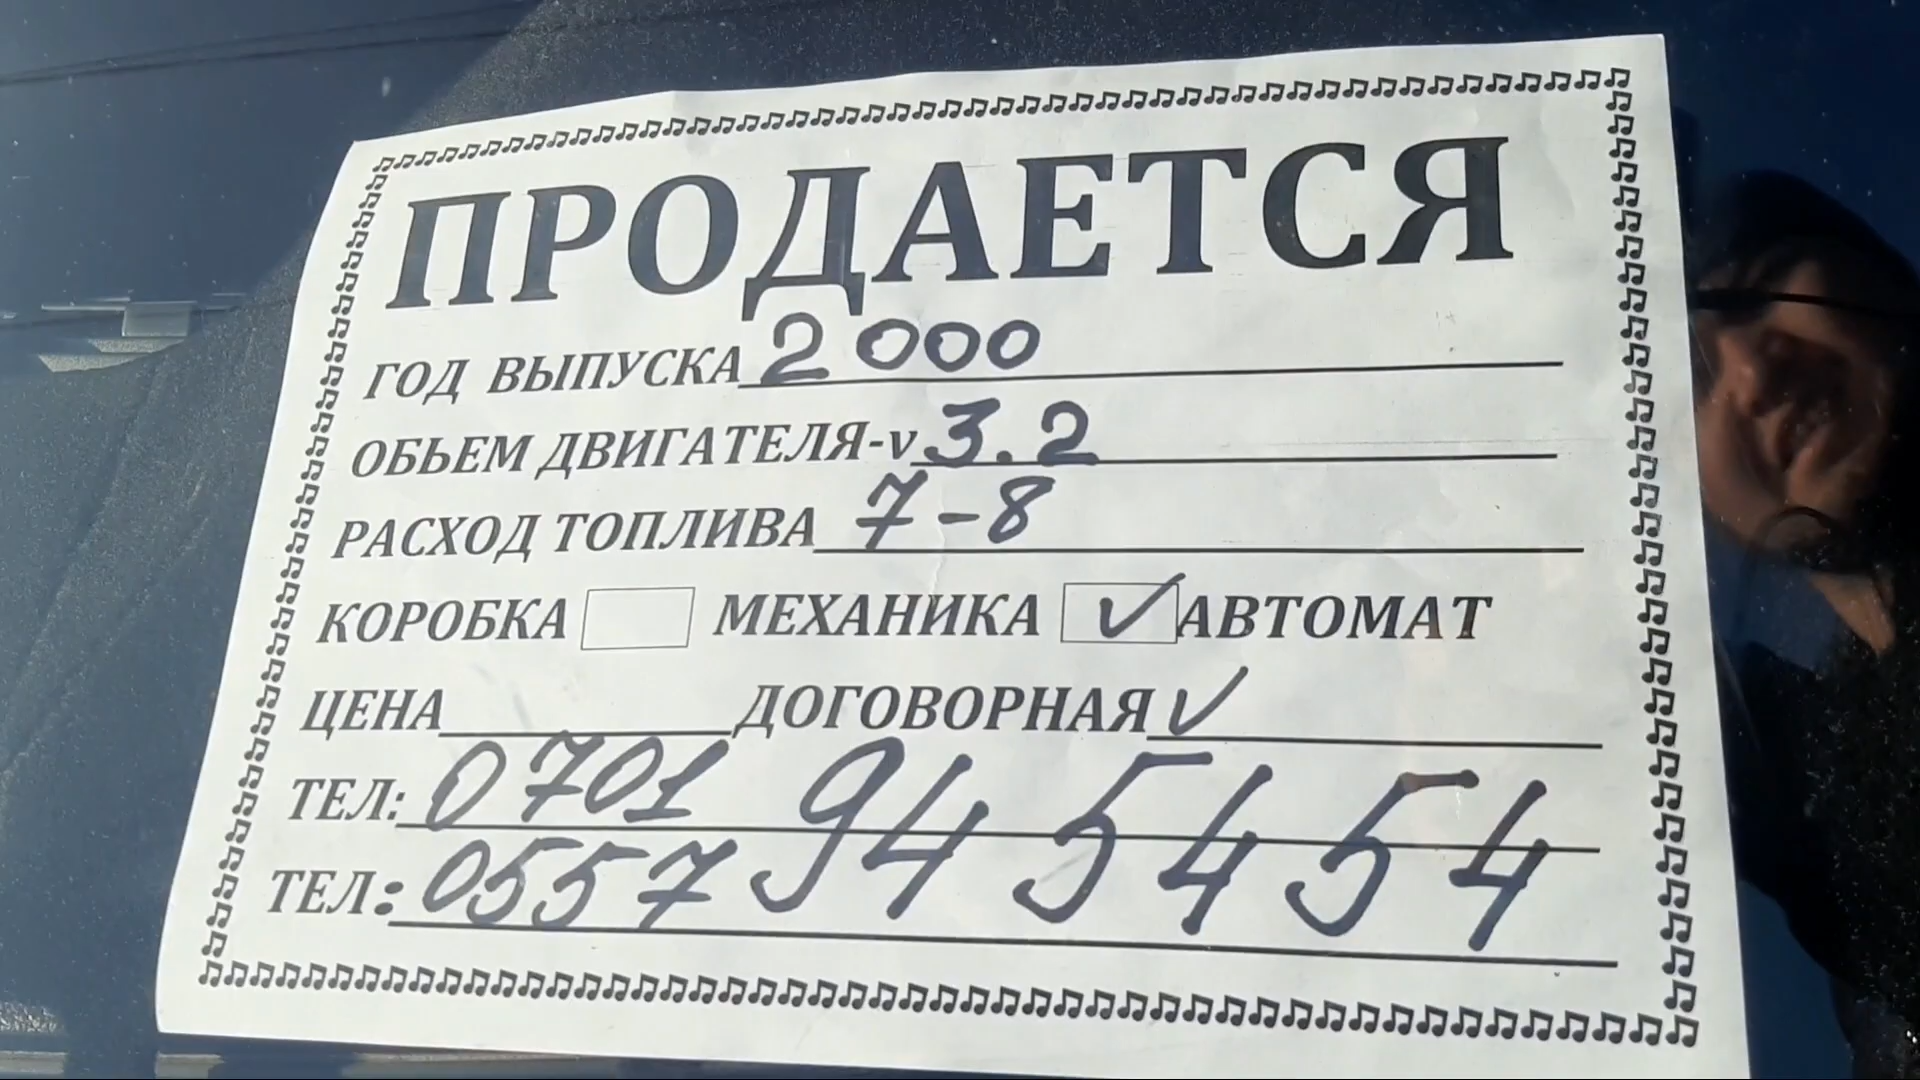 ПРОДАЕТСЯ
ГОД ВЫПУСКА 2000
ОБЬЕМ ДВИГАТЕЛЯ-v 3.2
РАСХОД ТОПЛИВА 7-8
КОРОБКА МЕХАНИКА ✓ АВТОМАТ
ЦЕНА ДОГОВОРНАЯ ✓
ТЕЛ: 0701 94 54 54
ТЕЛ: 0557